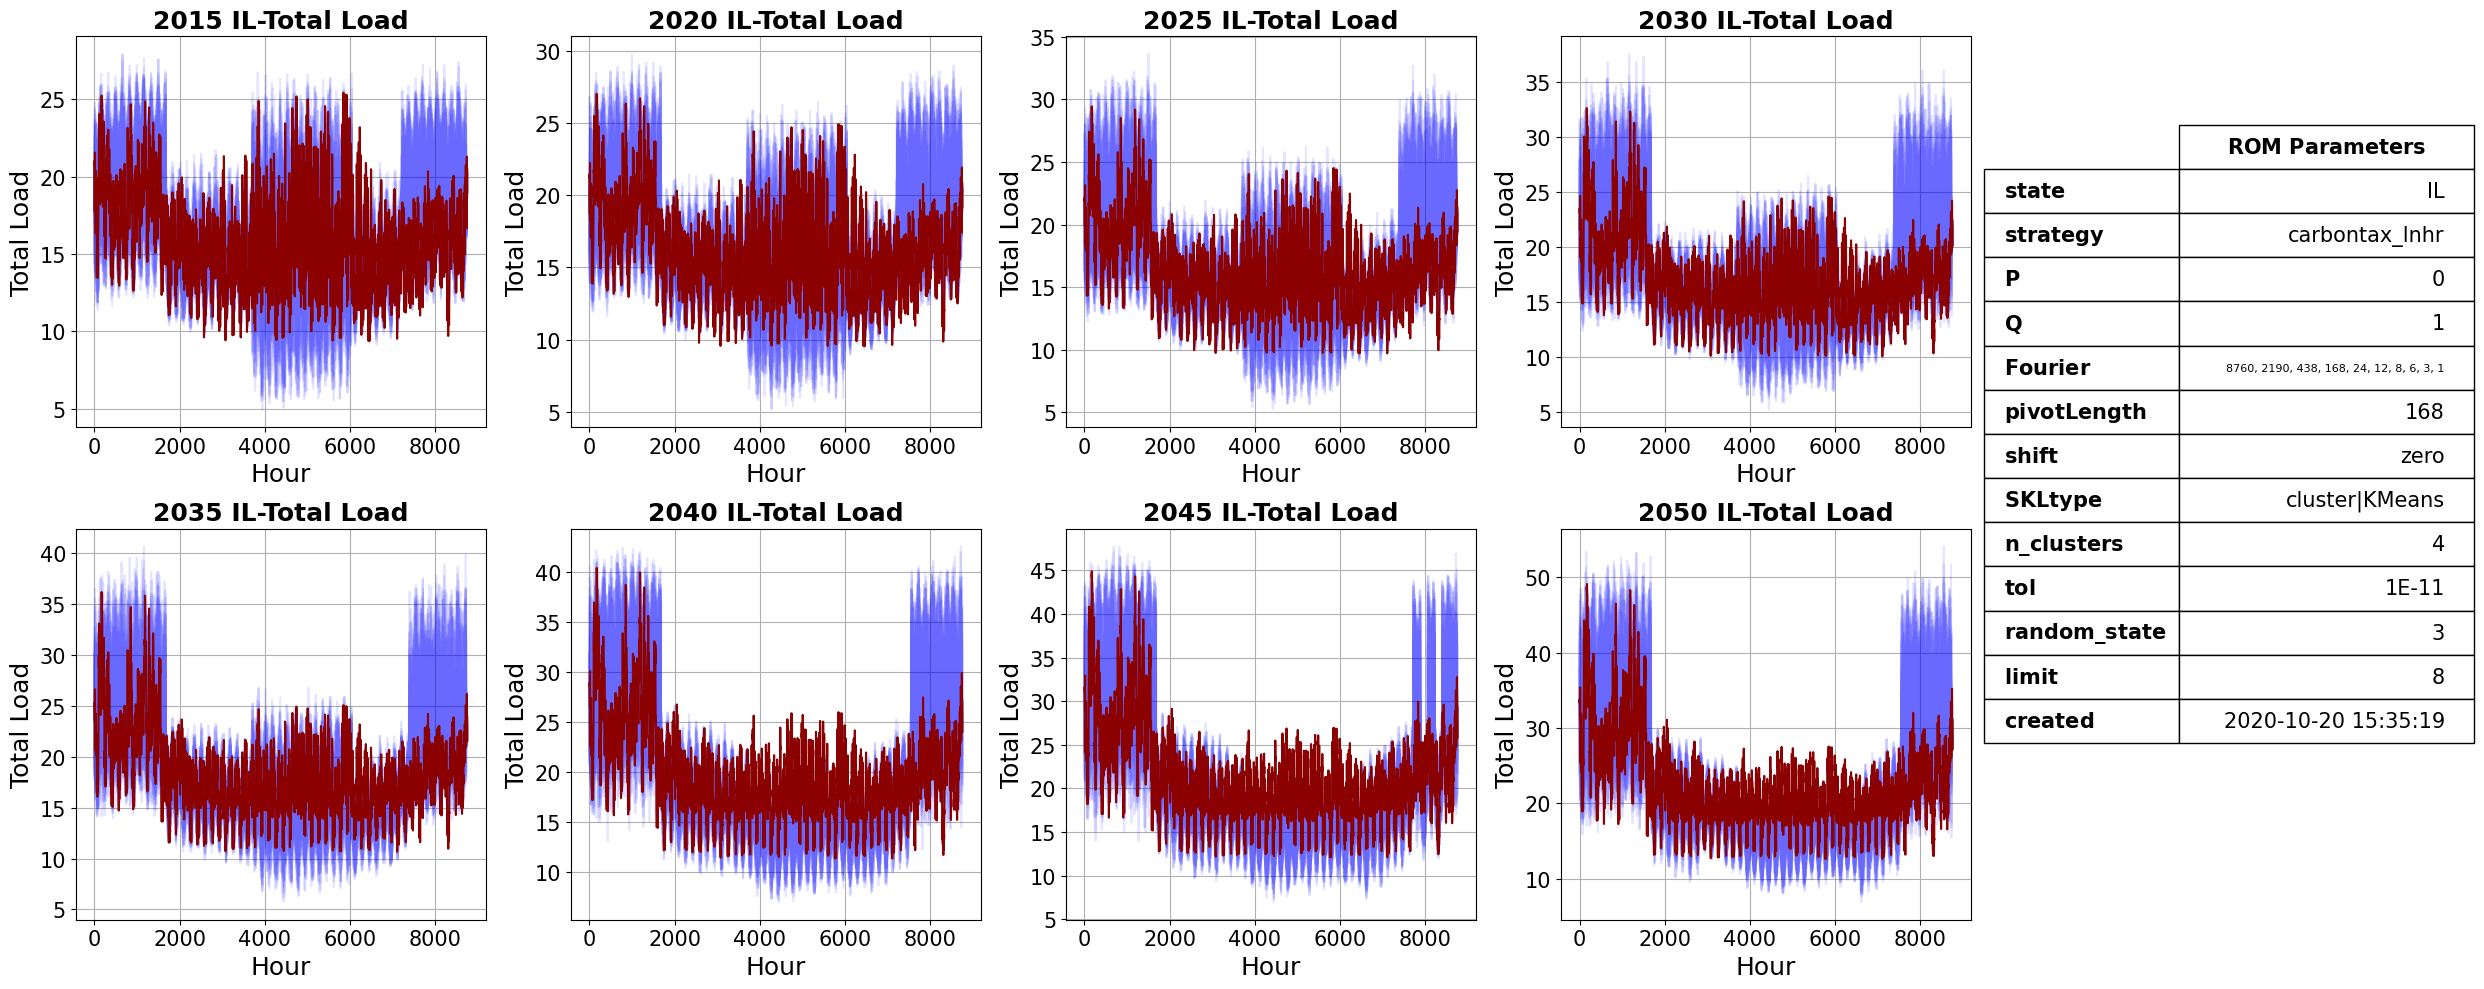 2015 IL-Total Load
2020 IL-Total Load
2025 IL-Total Load
2030 IL-Total Load
Total Load
25
20
15
10
5
0 2000 4000 6000 8000
Hour
Total Load
30
25
20
15
10
5
0 2000 4000 6000 8000
Hour
Total Load
35
30
25
20
15
10
5
0 2000 4000 6000 8000
Hour
Total Load
35
30
25
20
15
10
5
0 2000 4000 6000 8000
Hour
2035 IL-Total Load
2040 IL-Total Load
2045 IL-Total Load
2050 IL-Total Load
Total Load
40
35
30
25
20
15
10
5
0 2000 4000 6000 8000
Hour
Total Load
40
35
30
25
20
15
10
0 2000 4000 6000 8000
Hour
Total Load
45
40
35
30
25
20
15
10
5
0 2000 4000 6000 8000
Hour
Total Load
50
40
30
20
10
0 2000 4000 6000 8000
Hour
ROM Parameters
state IL
strategy carbontax_lnhr
P 0
Q 1
Fourier 8760, 2190, 438, 168, 24, 12, 8, 6, 3, 1
pivotLength 168
shift zero
SKLtype cluster|KMeans
n_clusters 4
tol 1E-11
random_state 3
limit 8
created 2020-10-20 15:35:19